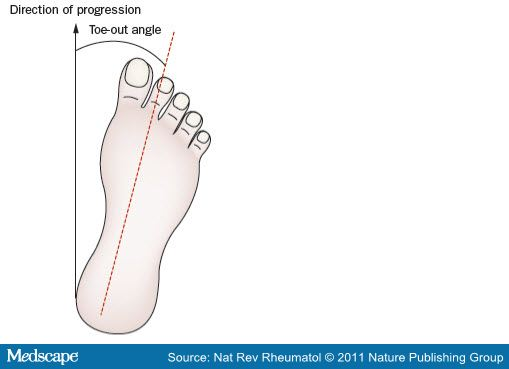 Direction of progression
Toe-out angle
Medscape
Source: Nat Rev Rheumatol © 2011 Nature Publishing Group